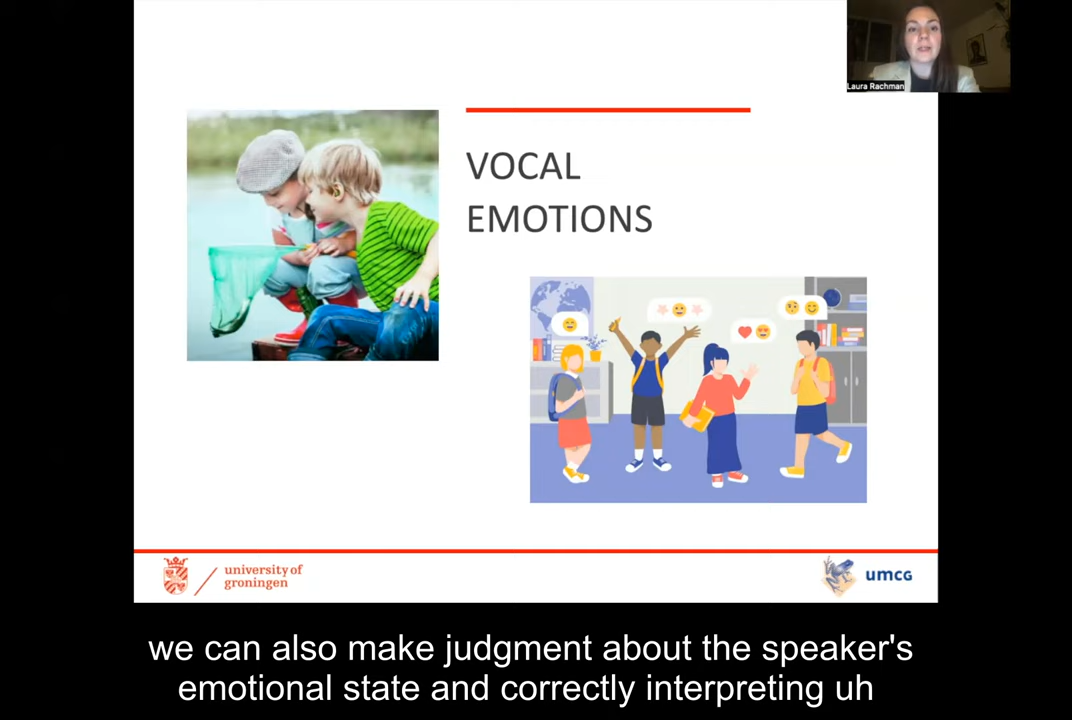 Laura Rachman
VOCAL
EMOTIONS
university of
groningen
umcg
we can also make judgment about the speaker's
emotional state and correctly interpreting uh